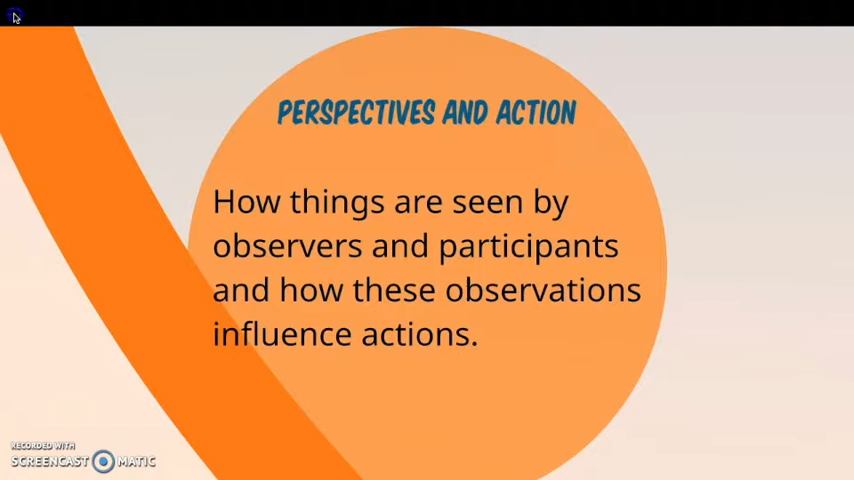 PERSPECTIVES AND ACTION
How things are seen by
observers and participants
and how these observations
influence actions.
RECORDED WITH
SCREENCAST MATIC